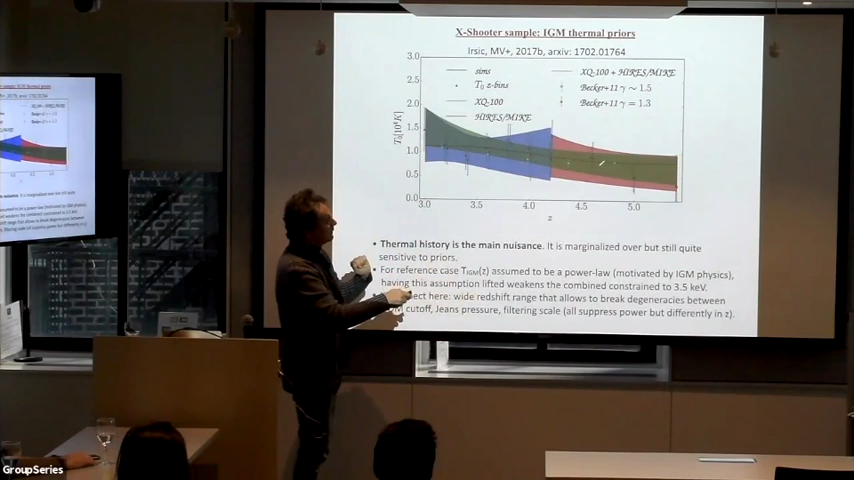 X-Shooter sample: IGM thermal priors
Irsic, MV+, 2017b, arxiv: 1702.01764
3.0
2.5
2.0
1.5
1.0
0.5
0.0
T₀[10⁴K]
sims
T₀ z-bins
XQ-100
HIRES/MIKE
XQ-100 + HIRES/MIKE
Becker+11 γ ~ 1.5
Becker+11 γ = 1.3
3.0 3.5 4.0 4.5 5.0
z
• Thermal history is the main nuisance. It is marginalized over but still quite
sensitive to priors.
• For reference case TIGM(z) assumed to be a power-law (motivated by IGM physics),
having this assumption lifted weakens the combined constrained to 3.5 keV.
here: wide redshift range that allows to break degeneracies between
cutoff, Jeans pressure, filtering scale (all suppress power but differently in z).
GroupSeries